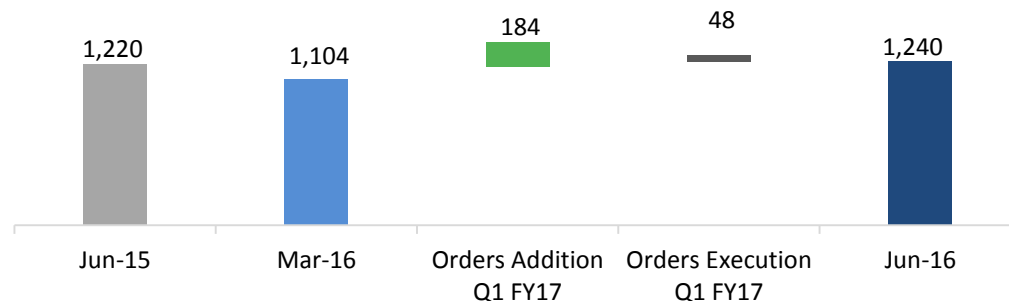 1,220
1,104
184
48
1,240
Jun-15
Mar-16
Orders Addition
Q1 FY17
Orders Execution
Q1 FY17
Jun-16